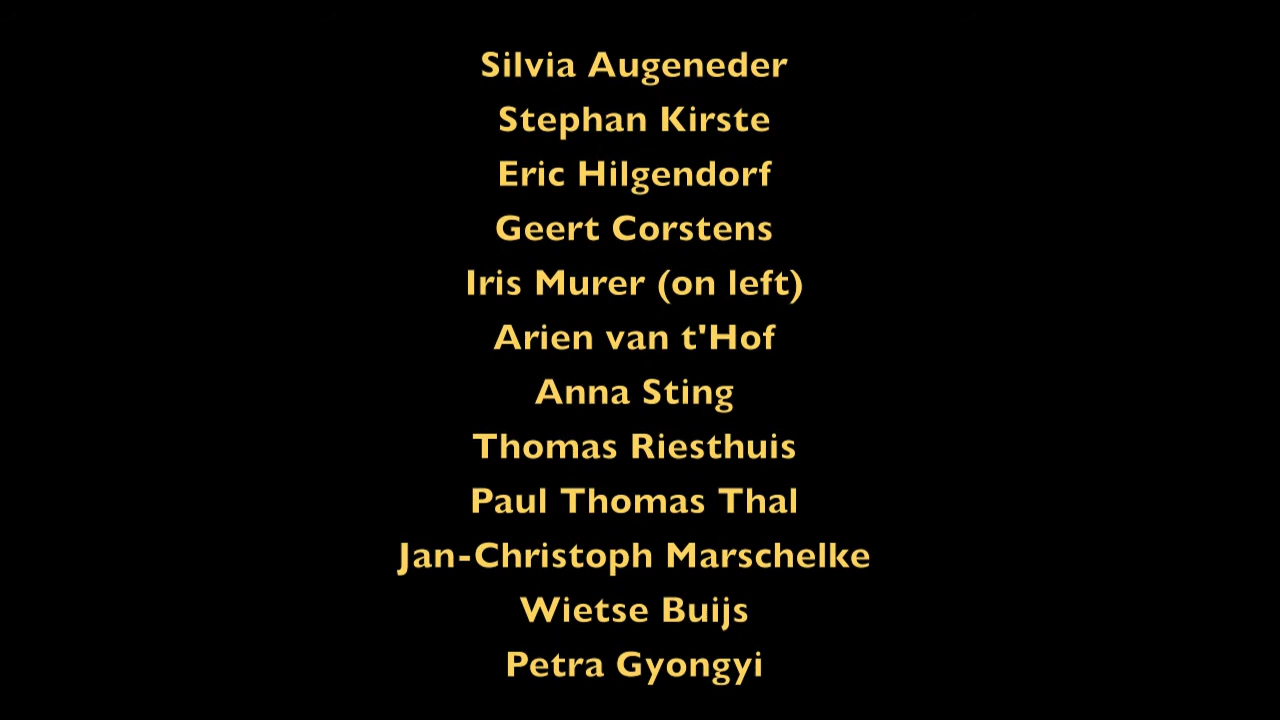 Silvia Augeneder
Stephan Kirste
Eric Hilgendorf
Geert Corstens
Iris Murer (on left)
Arien van t'Hof
Anna Sting
Thomas Riesthuis
Paul Thomas Thal
Jan-Christoph Marschelke
Wietse Buijs
Petra Gyongyi